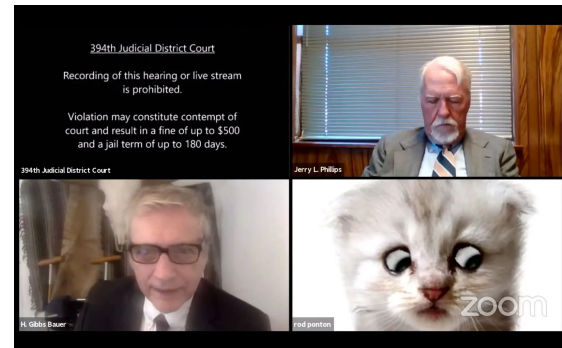 394th Judicial District Court
Recording of this hearing or live stream
is prohibited.
Violation may constitute contempt of
court and result in a fine of up to $500
and a jail term of up to 180 days.
394th Judicial District Court
Jerry L. Phillips
H. Gibbs Bauer
rod ponton
zoom